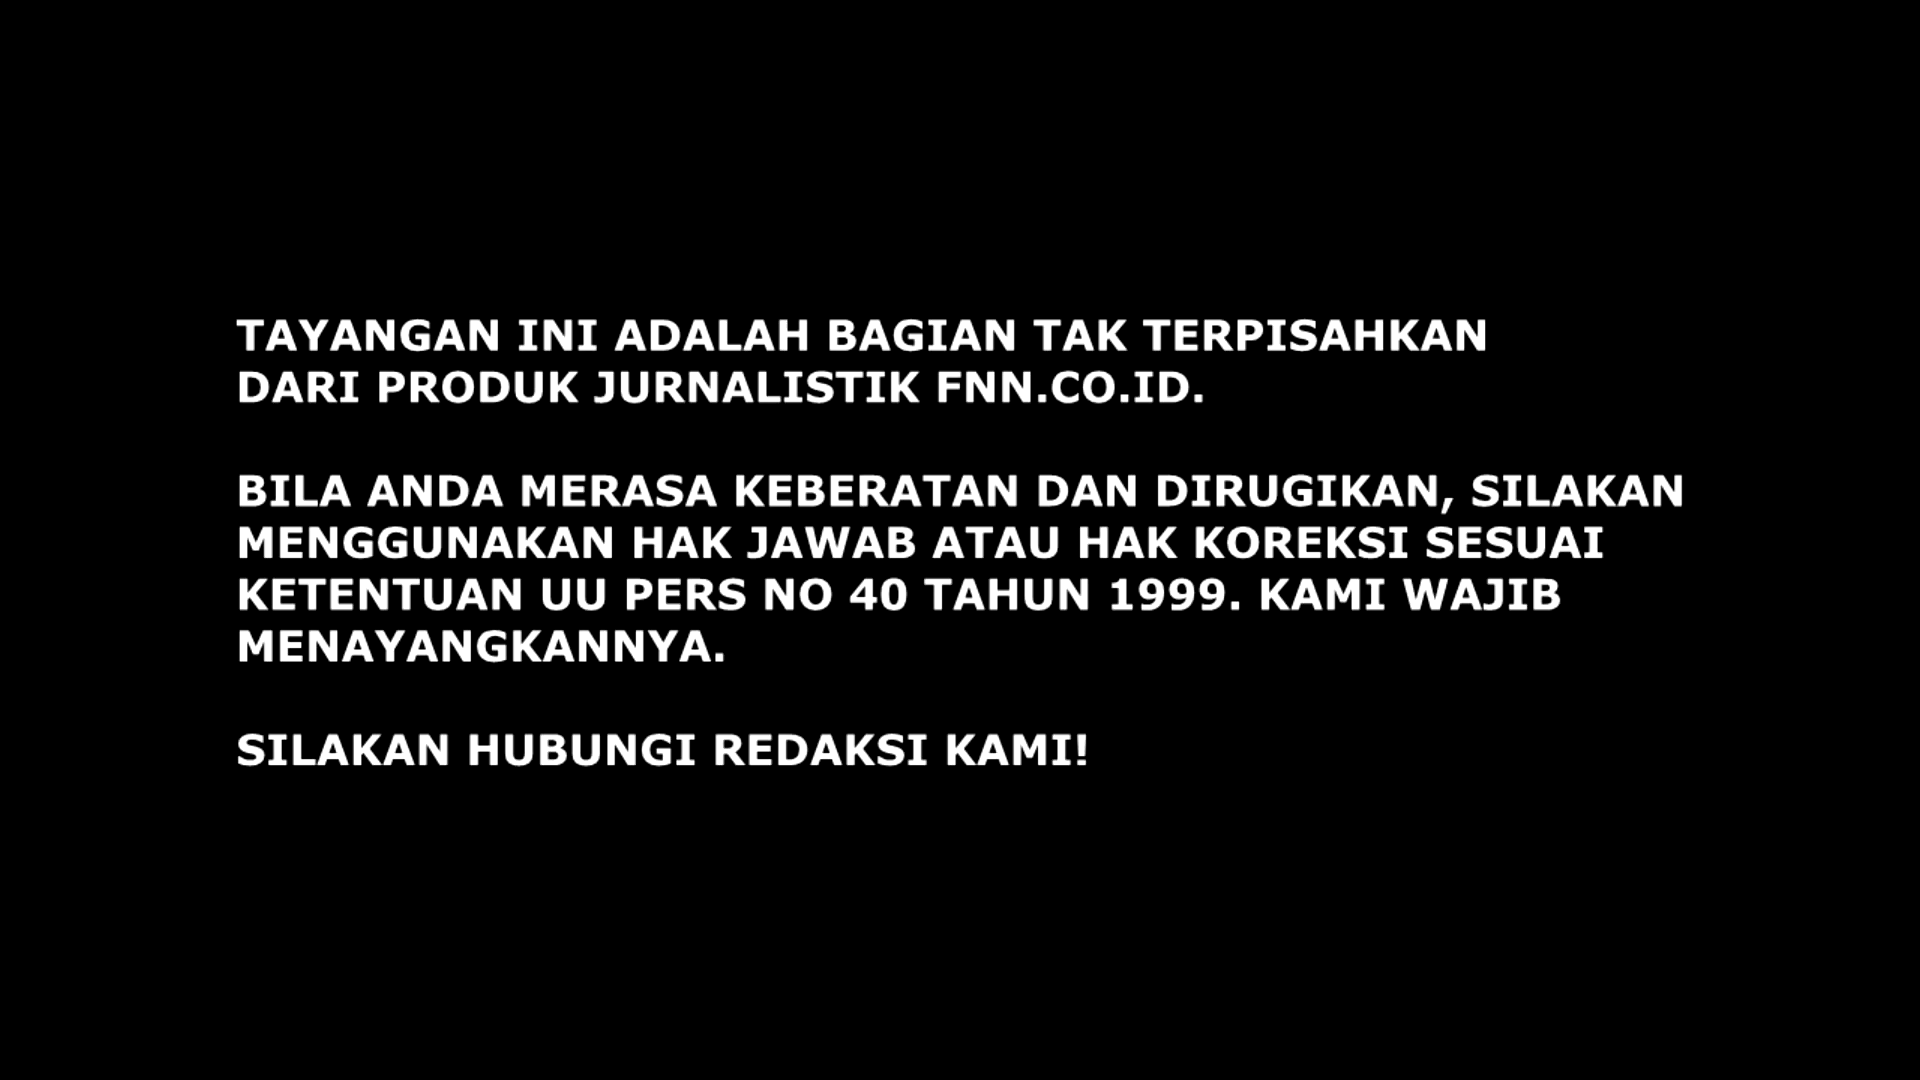 TAYANGAN INI ADALAH BAGIAN TAK TERPISAHKAN
DARI PRODUK JURNALISTIK FNN.CO.ID.
BILA ANDA MERASA KEBERATAN DAN DIRUGIKAN, SILAKAN
MENGGUNAKAN HAK JAWAB ATAU HAK KOREKSI SESUAI
KETENTUAN UU PERS NO 40 TAHUN 1999. KAMI WAJIB
MENAYANGKANNYA.
SILAKAN HUBUNGI REDAKSI KAMI!